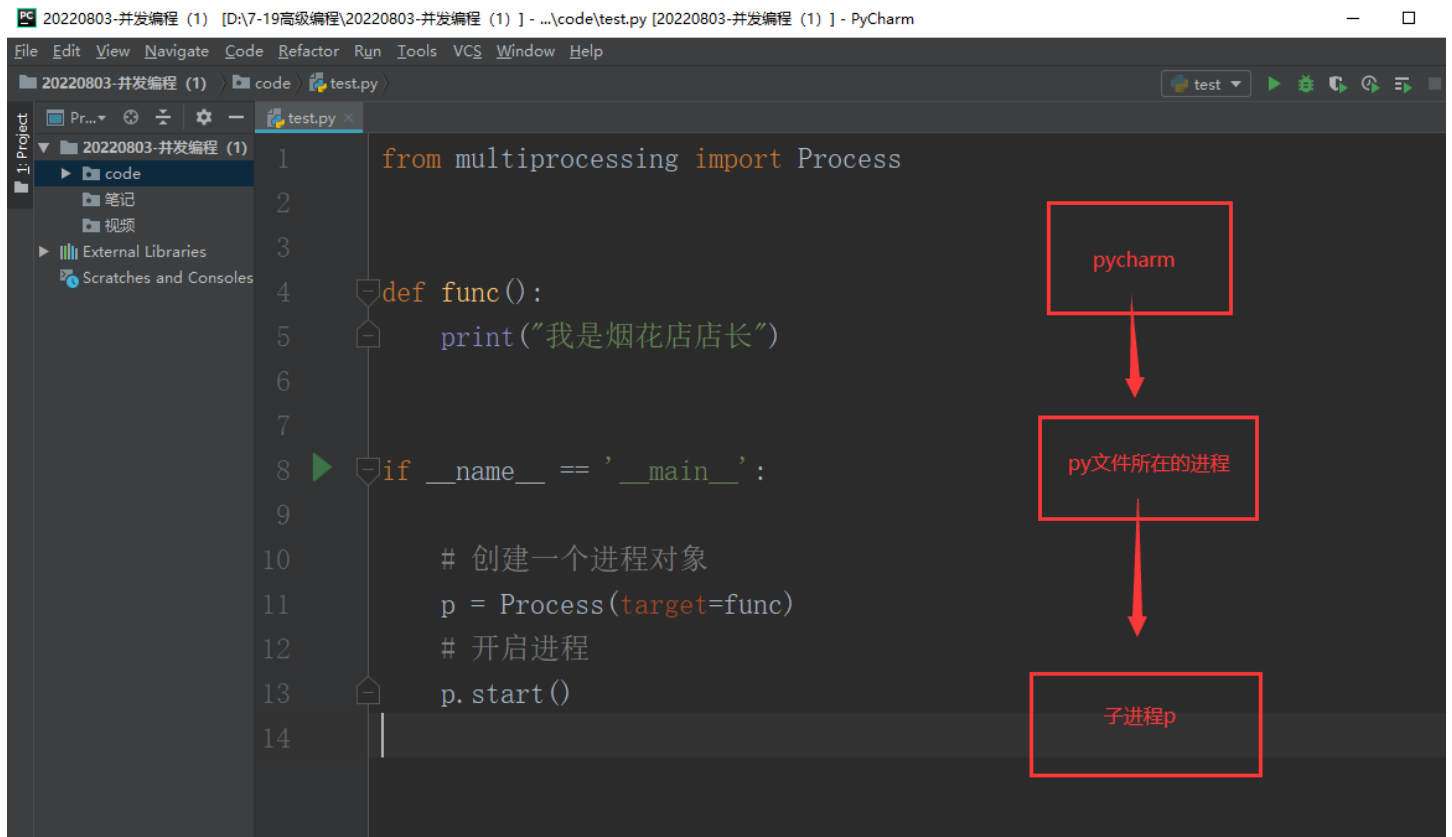 20220803-并发编程（1） [D:\7-19高级编程\20220803-并发编程（1）] - ...\code\test.py [20220803-并发编程（1）] - PyCharm
File Edit View Navigate Code Refactor Run Tools VCS Window Help
20220803-并发编程（1） code test.py
test
1: Project
Pr...
test.py
20220803-并发编程（1）
code
笔记
视频
External Libraries
Scratches and Consoles
1 from multiprocessing import Process
2
3
4 def func():
5 print("我是烟花店店长")
6
7
8 if __name__ == '__main__':
9
10 # 创建一个进程对象
11 p = Process(target=func)
12 # 开启进程
13 p.start()
14
pycharm
py文件所在的进程
子进程p